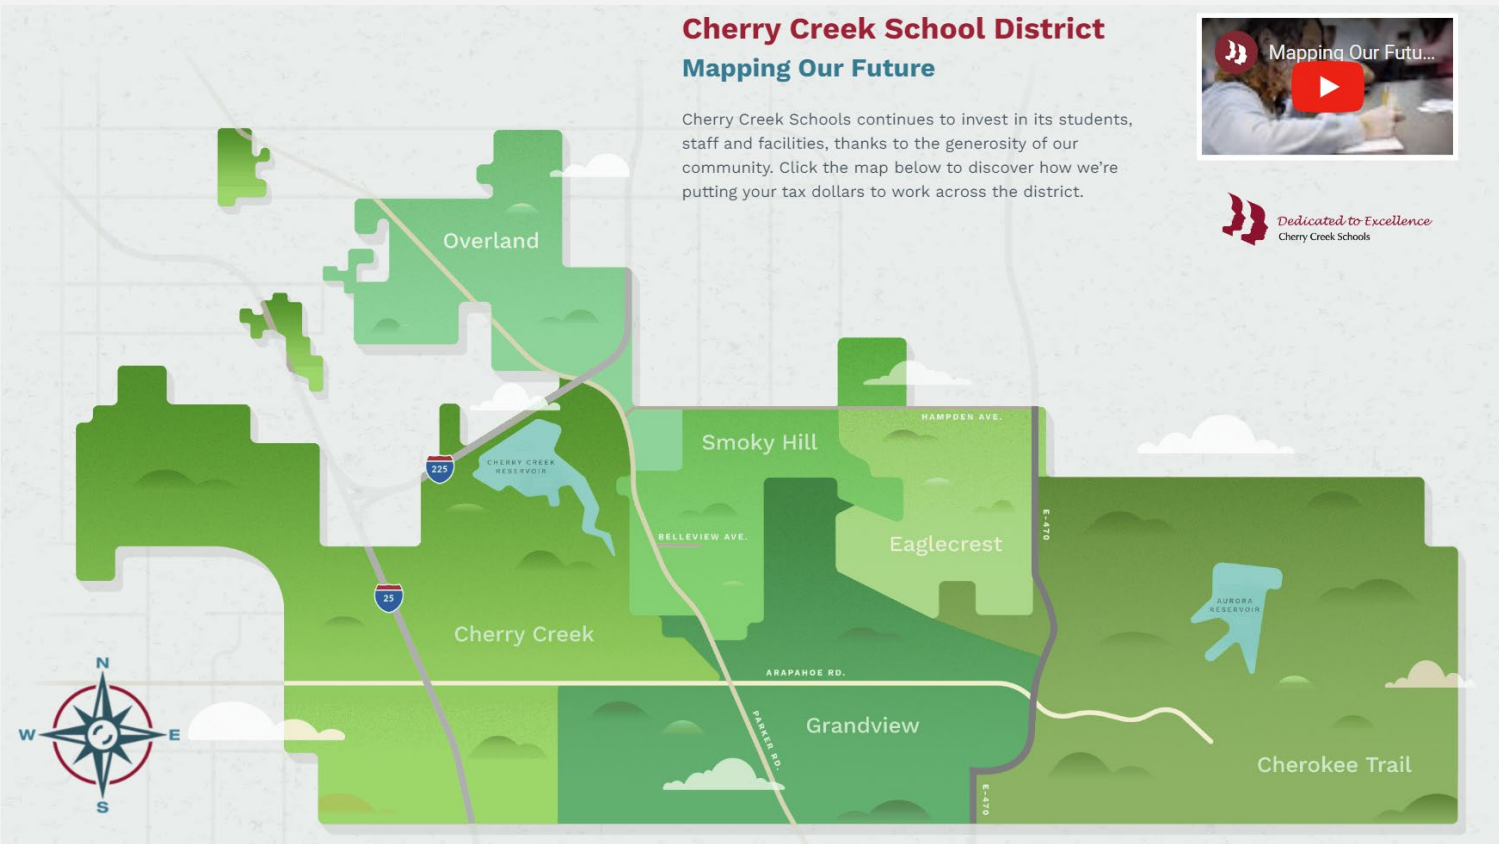 Cherry Creek School District
Mapping Our Future
Cherry Creek Schools continues to invest in its students,
staff and facilities, thanks to the generosity of our
community. Click the map below to discover how we're
putting your tax dollars to work across the district.
Mapping Our Futu...
Dedicated to Excellence
Cherry Creek Schools
Overland
HAMPDEN AVE.
Smoky Hill
225
CHERRY CREEK
RESERVOIR
E-470
BELLEVIEW AVE.
Eaglecrest
25
AURORA
RESERVOIR
Cherry Creek
N
W
E
S
ARAPAHOE RD.
PARKER RD.
Grandview
Cherokee Trail
E-470